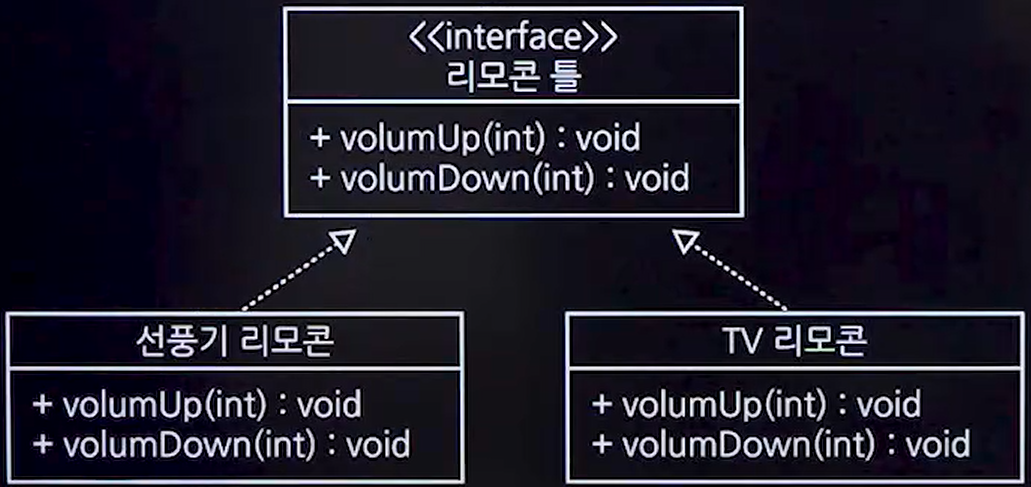 <<interface>>
리모콘 틀
+ volumUp(int) : void
+ volumDown(int) : void
선풍기 리모콘
+ volumUp(int) : void
+ volumDown(int) : void
TV 리모콘
+ volumUp(int) : void
+ volumDown(int) : void